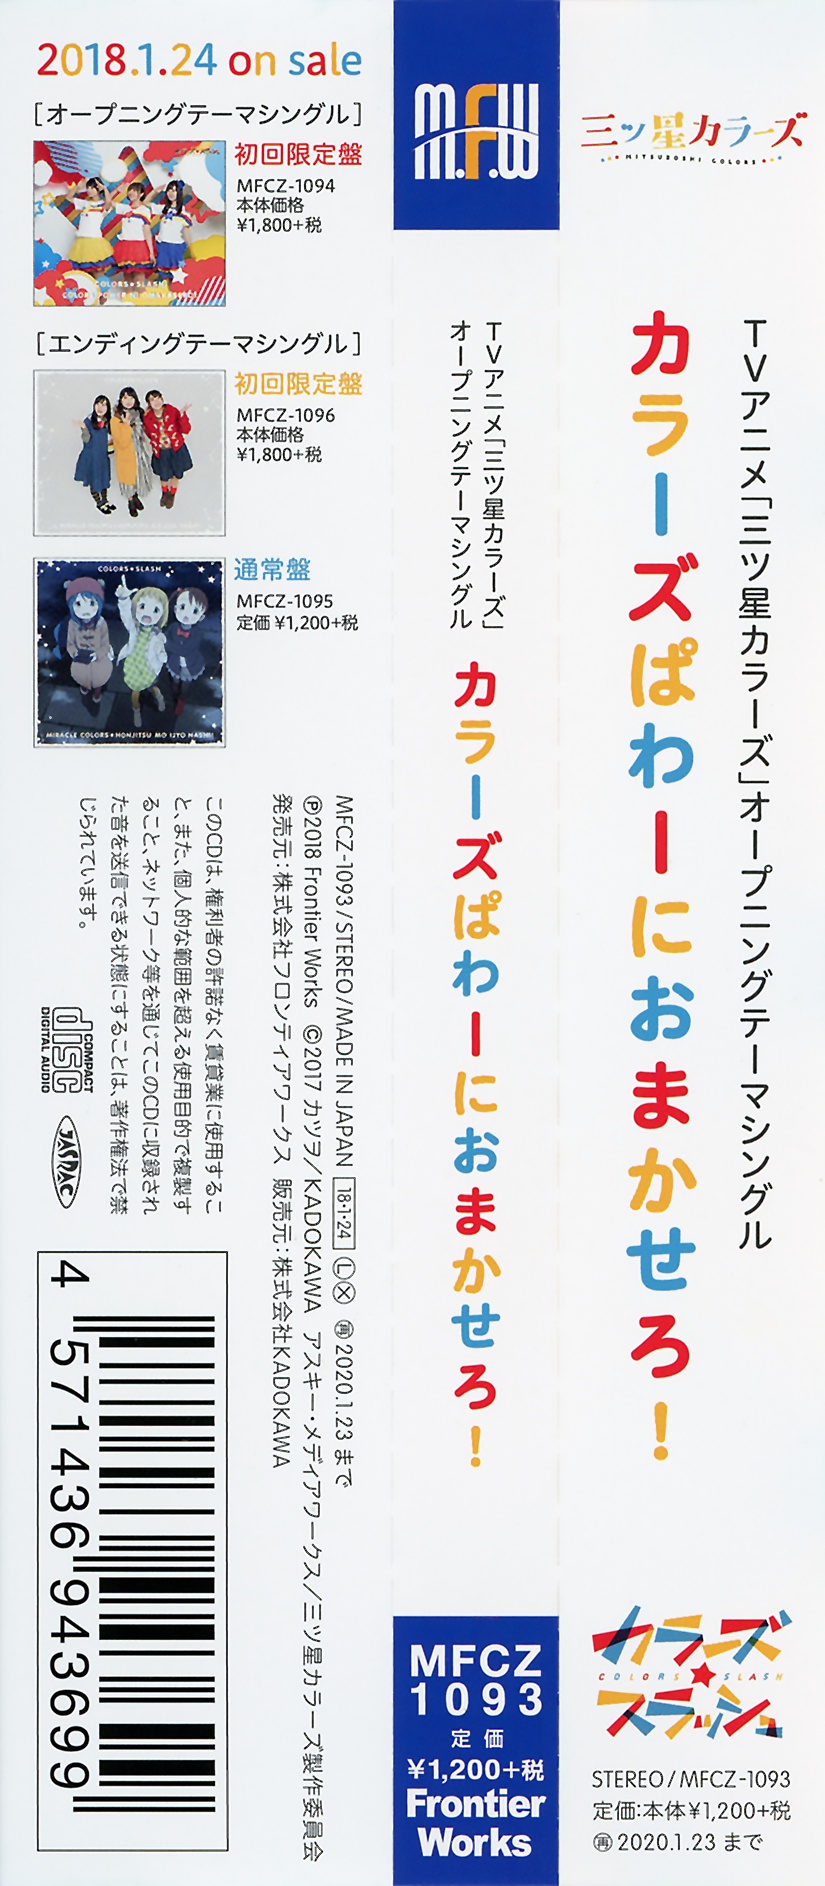 三ツ星カラーズ
MITSUBOSHI COLORS
TVアニメ「三ツ星カラーズ」オープニングテーマシングル
カラーズぱわーにおまかせろ！
カラーズ
COLORS ★ SLASH
スラッシュ
STEREO/MFCZ-1093
定価:本体¥1,200+税
㊢2020.1.23 まで
M.F.W
TVアニメ「三ツ星カラーズ」
オープニングテーマシングル
カラーズぱわーにおまかせろ！
MFCZ
1093
定価
¥1,200+税
Frontier
Works
2018.1.24 on sale
[オープニングテーマシングル]
初回限定盤
MFCZ-1094
本体価格
¥1,800+税
COLORS★SLASH
[エンディングテーマシングル]
初回限定盤
MFCZ-1096
本体価格
¥1,800+税
通常盤
MFCZ-1095
定価 ¥1,200+税
COLORS★SLASH
MIRACLE COLORS★HONJITSU MO IJYO NASHI!
MFCZ-1093/STEREO/MADE IN JAPAN 18・1・24 Ⓛ Ⓧ 再 2020.1.23 まで
Ⓟ2018 Frontier Works ©2017 カツヲ/KADOKAWA アスキー・メディアワークス/三ツ星カラーズ製作委員会
発売元:株式会社フロンティアワークス 販売元:株式会社KADOKAWA
このCDは、権利者の許諾なく賃貸業に使用するこ
と、また、個人的な範囲を超える使用目的で複製す
ること、ネットワーク等を通じてこのCDに収録され
た音を送信できる状態にすることは、著作権法で禁
じられています。
COMPACT
disc
DIGITAL AUDIO
JASRAC
4 571436 943699